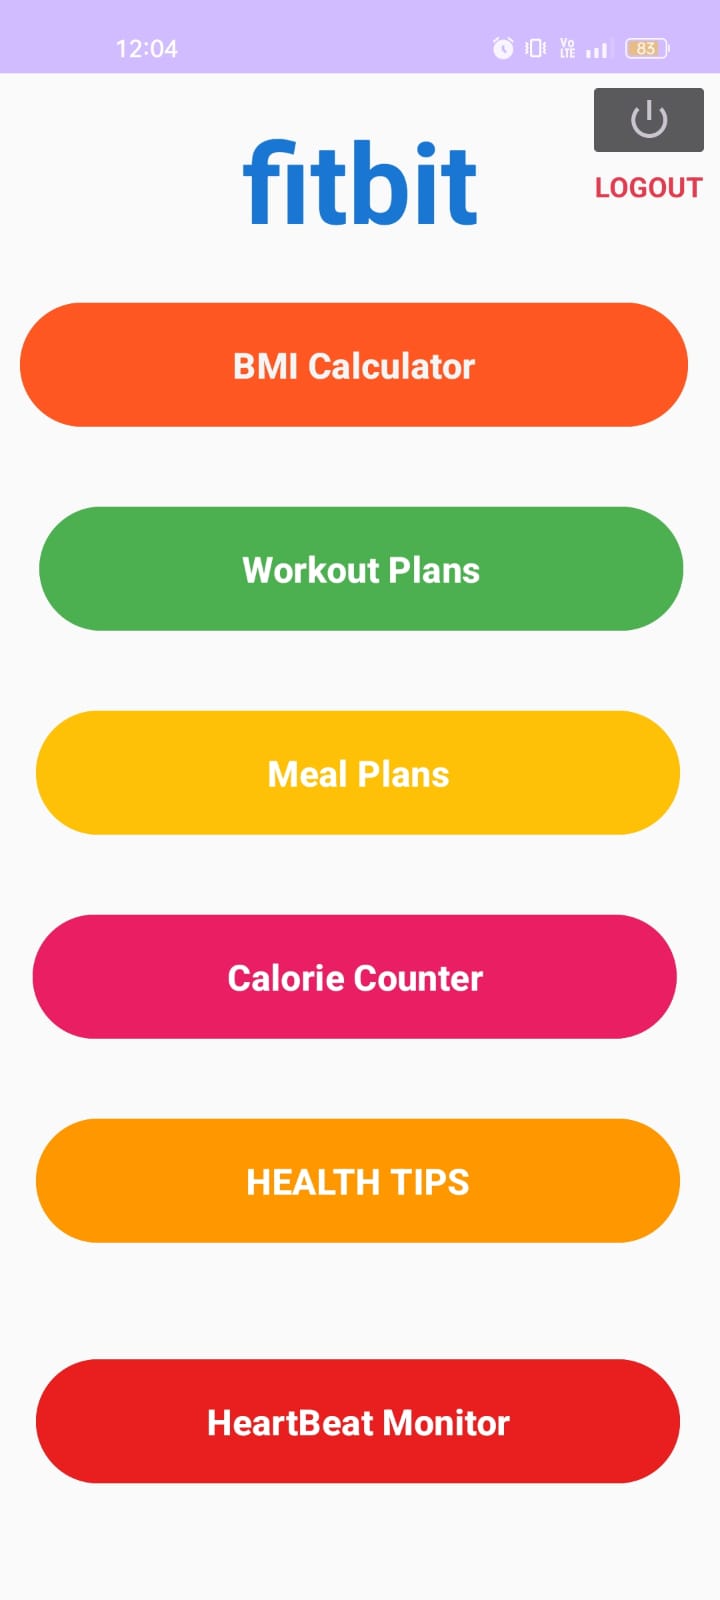 12:04
Vo
LTE
83
fitbit
LOGOUT
BMI Calculator
Workout Plans
Meal Plans
Calorie Counter
HEALTH TIPS
HeartBeat Monitor